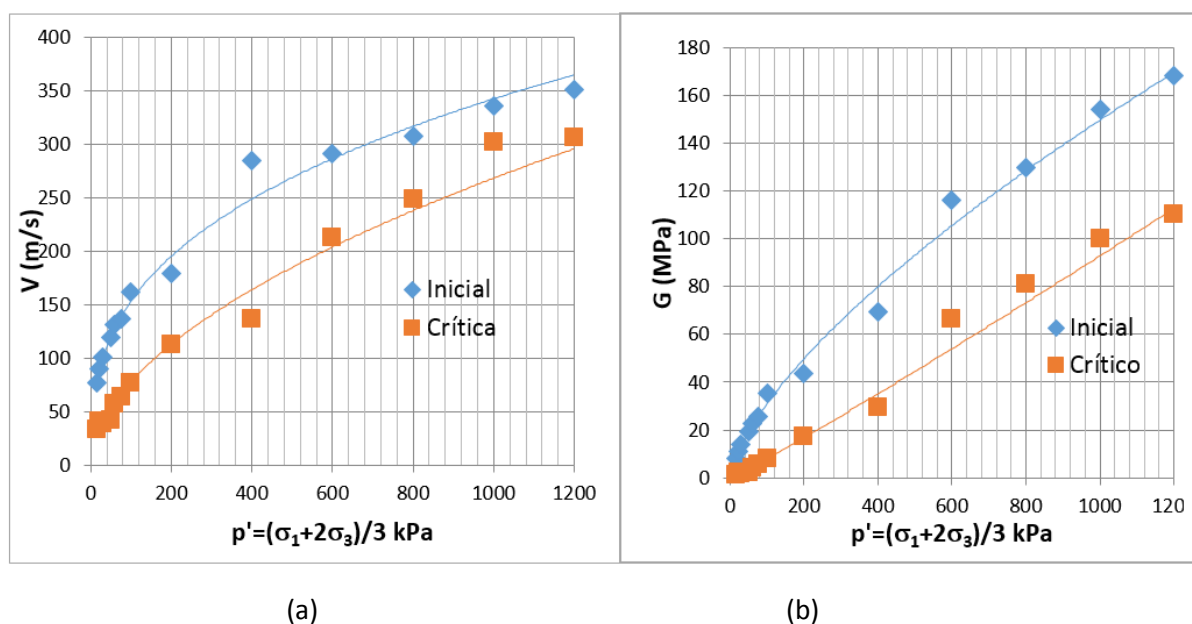 400
350
300
250
200
150
100
50
0
V (m/s)
Inicial
Crítica
0 200 400 600 800 1000 1200
p'=(σ₁+2σ₃)/3 kPa
(a)
180
160
140
120
100
80
60
40
20
0
G (MPa)
Inicial
Crítico
0 200 400 600 800 1000 120
p'=(σ₁+2σ₃)/3 kPa
(b)